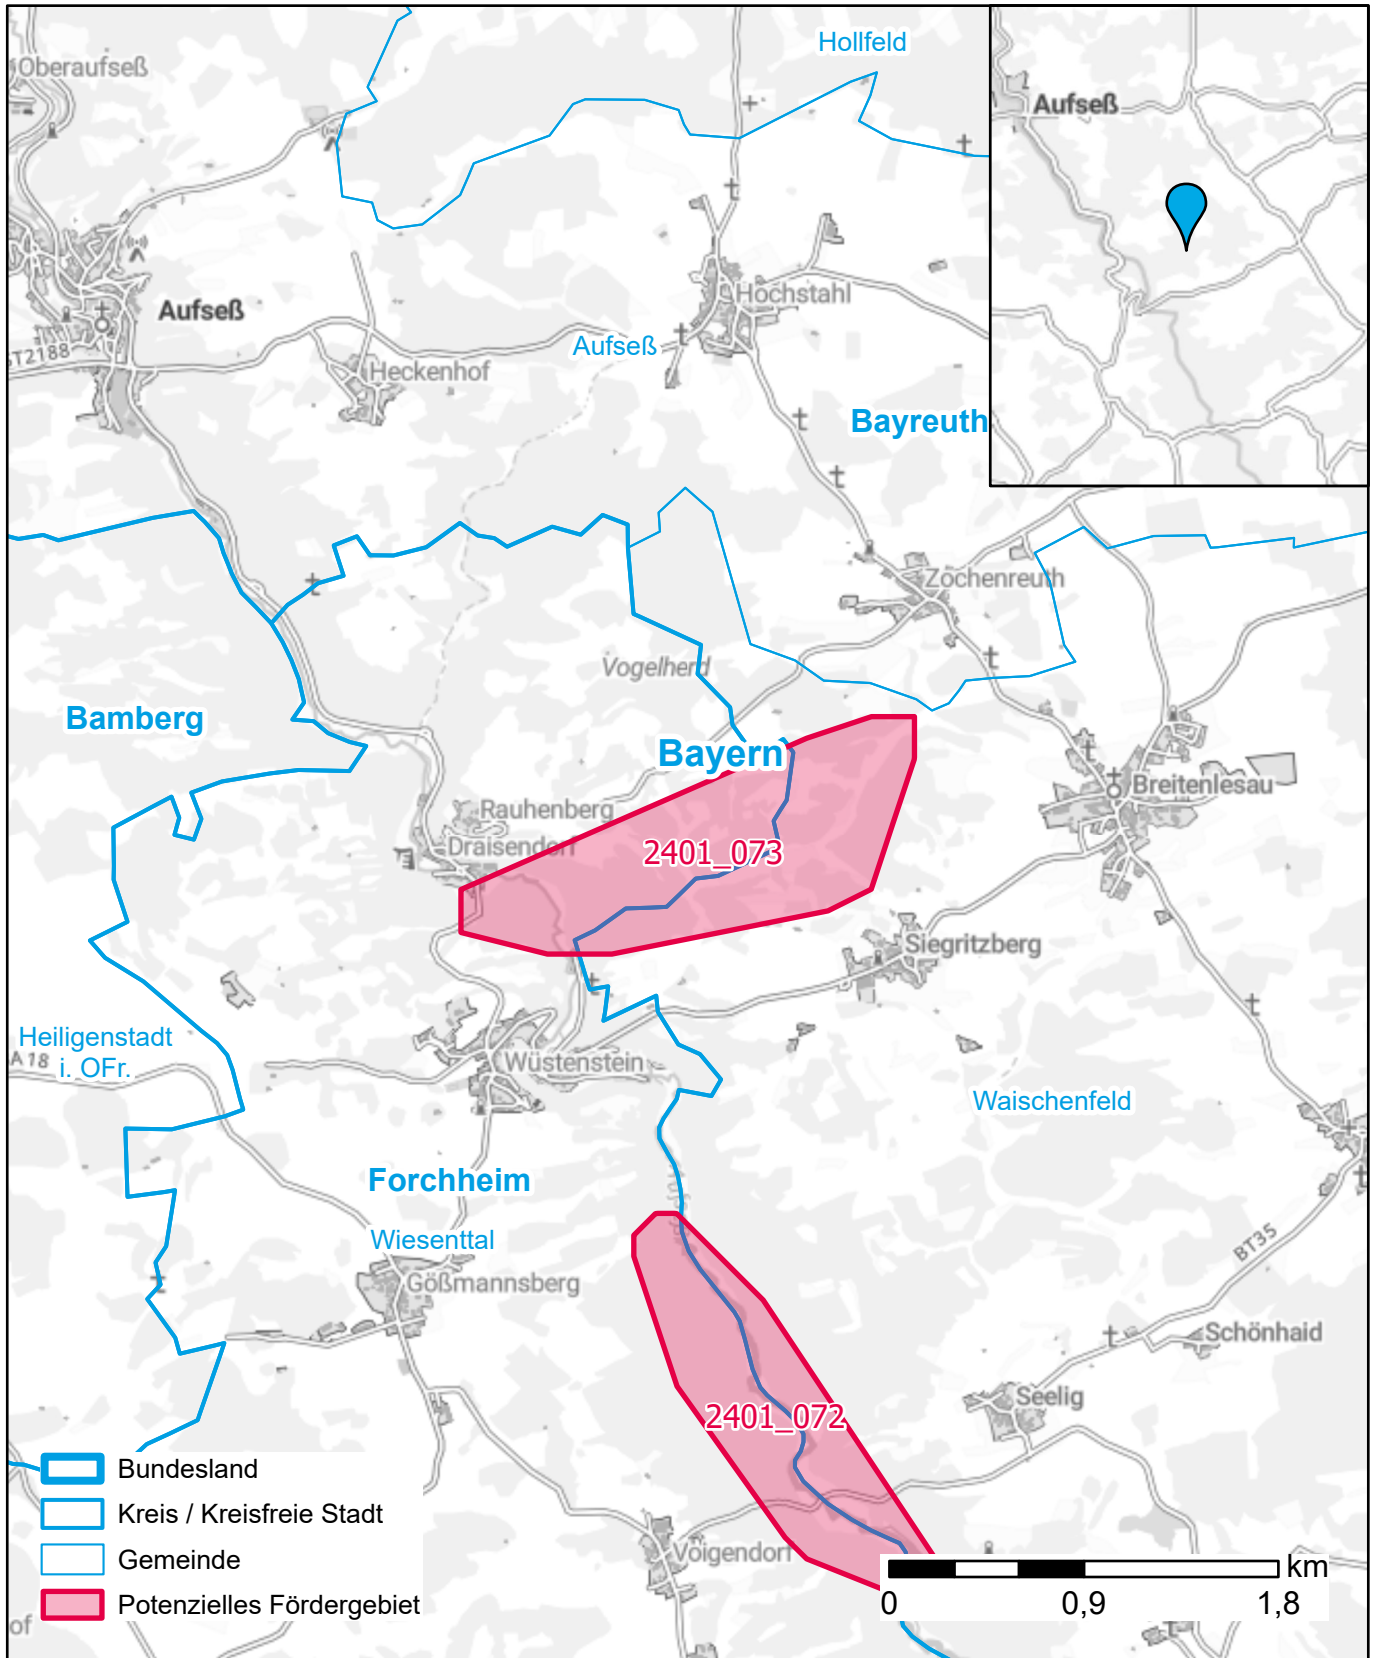 Hollfeld
Oberaufseß
Aufseß
Aufseß
Hochstahl
Aufseß
ST2188
Heckenhof
Bayreuth
Zochenreuth
Vogelherd
Bamberg
Bayern
Breitenlesau
Rauhenberg
Draisendorf
2401_073
Siegritzberg
Heiligenstadt
i. OFr.
A 18
Wüstenstein
Waischenfeld
Forchheim
Wiesenttal
BT35
Gößmannsberg
Schönhaid
Seelig
2401_072
Voigendorf
Bundesland
Kreis / Kreisfreie Stadt
Gemeinde
Potenzielles Fördergebiet
of
km
0
0,9
1,8